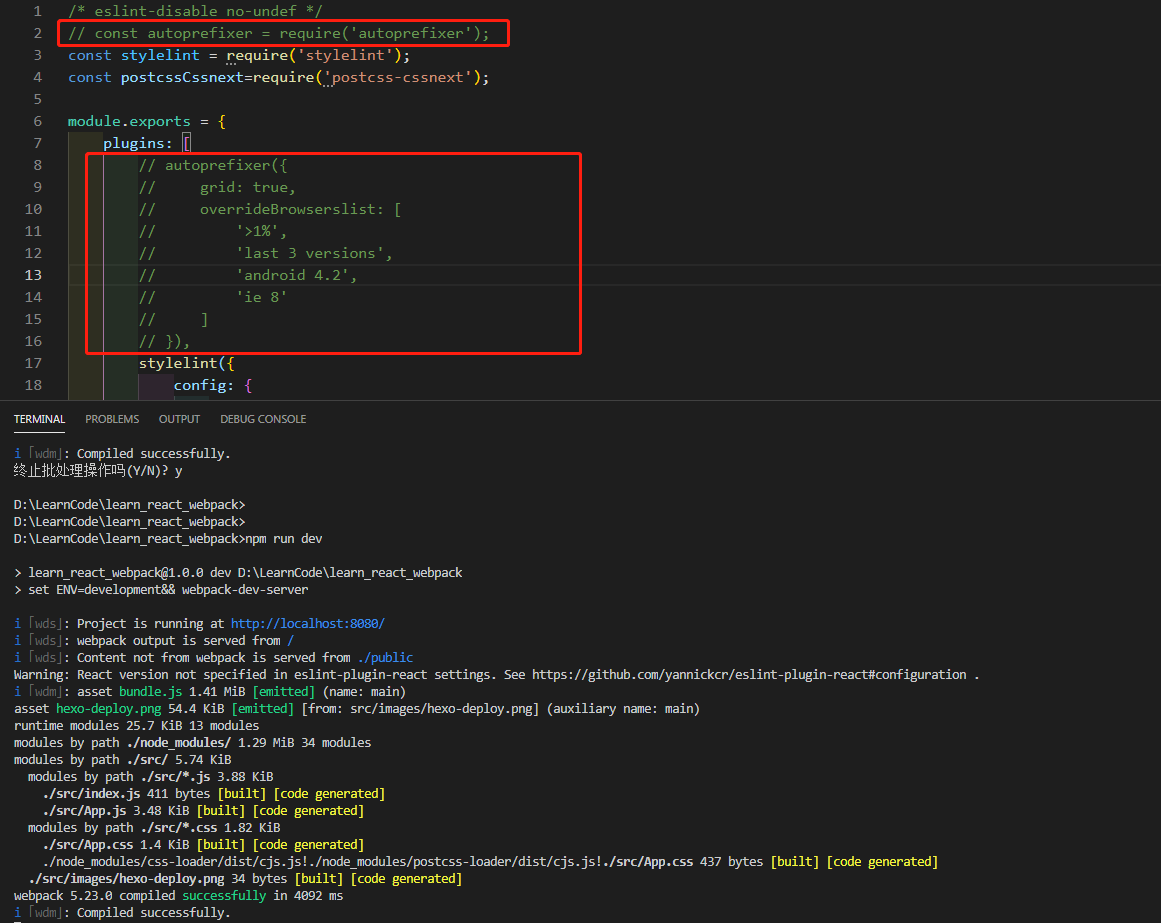 1 /* eslint-disable no-undef */
2 // const autoprefixer = require('autoprefixer');
3 const stylelint = require('stylelint');
4 const postcssCssnext=require('postcss-cssnext');
5
6 module.exports = {
7 plugins: [
8 // autoprefixer({
9 // grid: true,
10 // overrideBrowserslist: [
11 // '>1%',
12 // 'last 3 versions',
13 // 'android 4.2',
14 // 'ie 8'
15 // ]
16 // }),
17 stylelint({
18 config: {
TERMINAL PROBLEMS OUTPUT DEBUG CONSOLE
i ｢wdm｣: Compiled successfully.
终止批处理操作吗(Y/N)? y
D:\LearnCode\learn_react_webpack>
D:\LearnCode\learn_react_webpack>
D:\LearnCode\learn_react_webpack>npm run dev
> learn_react_webpack@1.0.0 dev D:\LearnCode\learn_react_webpack
> set ENV=development&& webpack-dev-server
i ｢wds｣: Project is running at http://localhost:8080/
i ｢wds｣: webpack output is served from /
i ｢wds｣: Content not from webpack is served from ./public
Warning: React version not specified in eslint-plugin-react settings. See https://github.com/yannickcr/eslint-plugin-react#configuration .
i ｢wdm｣: asset bundle.js 1.41 MiB [emitted] (name: main)
asset hexo-deploy.png 54.4 KiB [emitted] [from: src/images/hexo-deploy.png] (auxiliary name: main)
runtime modules 25.7 KiB 13 modules
modules by path ./node_modules/ 1.29 MiB 34 modules
modules by path ./src/ 5.74 KiB
modules by path ./src/*.js 3.88 KiB
./src/index.js 411 bytes [built] [code generated]
./src/App.js 3.48 KiB [built] [code generated]
modules by path ./src/*.css 1.82 KiB
./src/App.css 1.4 KiB [built] [code generated]
./node_modules/css-loader/dist/cjs.js!./node_modules/postcss-loader/dist/cjs.js!./src/App.css 437 bytes [built] [code generated]
./src/images/hexo-deploy.png 34 bytes [built] [code generated]
webpack 5.23.0 compiled successfully in 4092 ms
i ｢wdm｣: Compiled successfully.